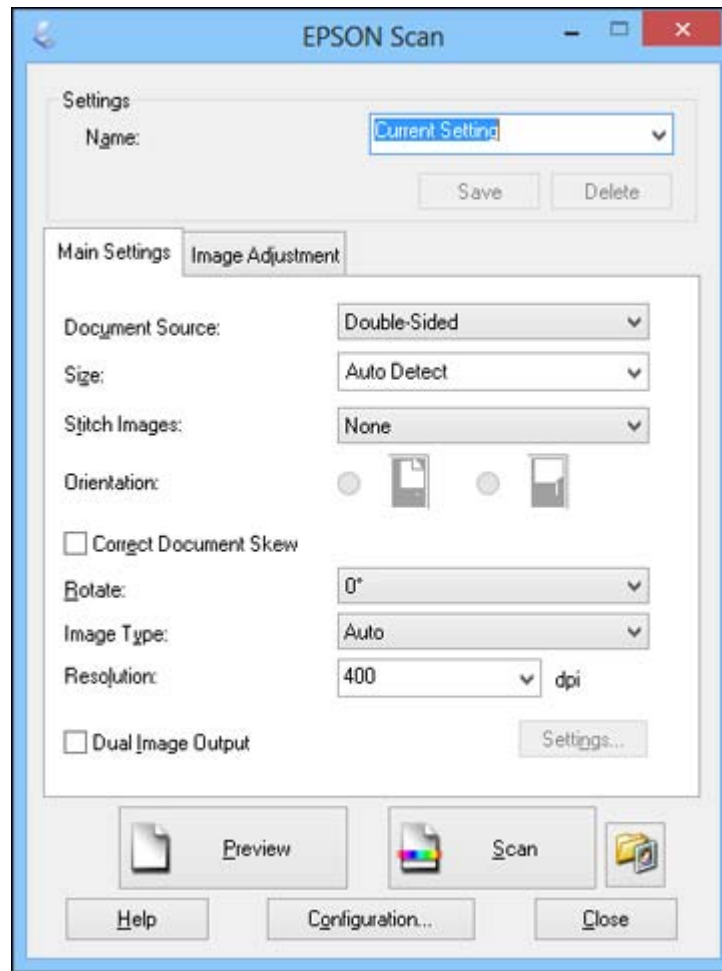 EPSON Scan
Settings
Name: Current Setting
Save Delete
Main Settings Image Adjustment
Document Source: Double-Sided
Size: Auto Detect
Stitch Images: None
Orientation:
Correct Document Skew
Rotate: 0°
Image Type: Auto
Resolution: 400 dpi
Dual Image Output Settings...
Preview Scan
Help Configuration... Close